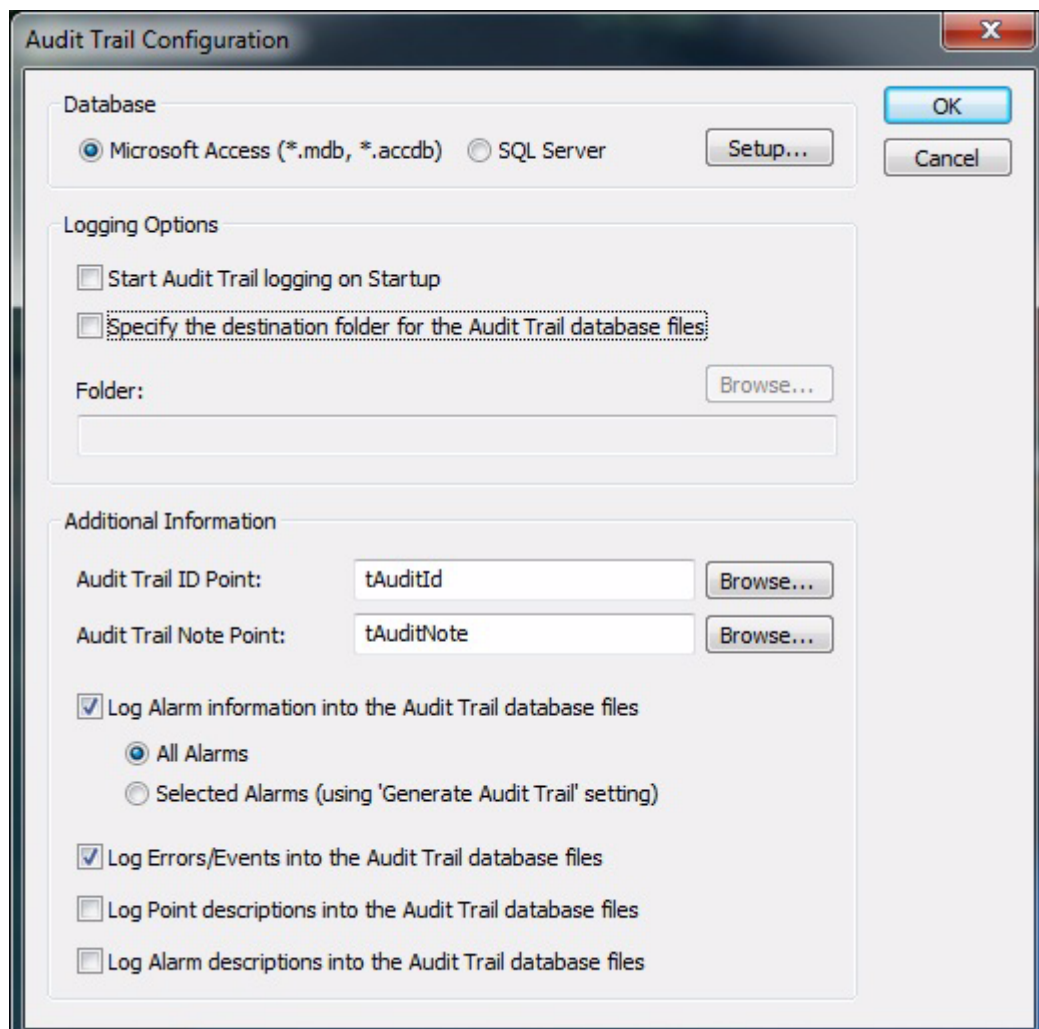 Audit Trail Configuration
Database
Microsoft Access (*.mdb, *.accdb) SQL Server Setup... OK
Cancel
Logging Options
Start Audit Trail logging on Startup
Specify the destination folder for the Audit Trail database files
Folder: Browse...
Additional Information
Audit Trail ID Point: tAuditId Browse...
Audit Trail Note Point: tAuditNote Browse...
Log Alarm information into the Audit Trail database files
All Alarms
Selected Alarms (using 'Generate Audit Trail' setting)
Log Errors/Events into the Audit Trail database files
Log Point descriptions into the Audit Trail database files
Log Alarm descriptions into the Audit Trail database files